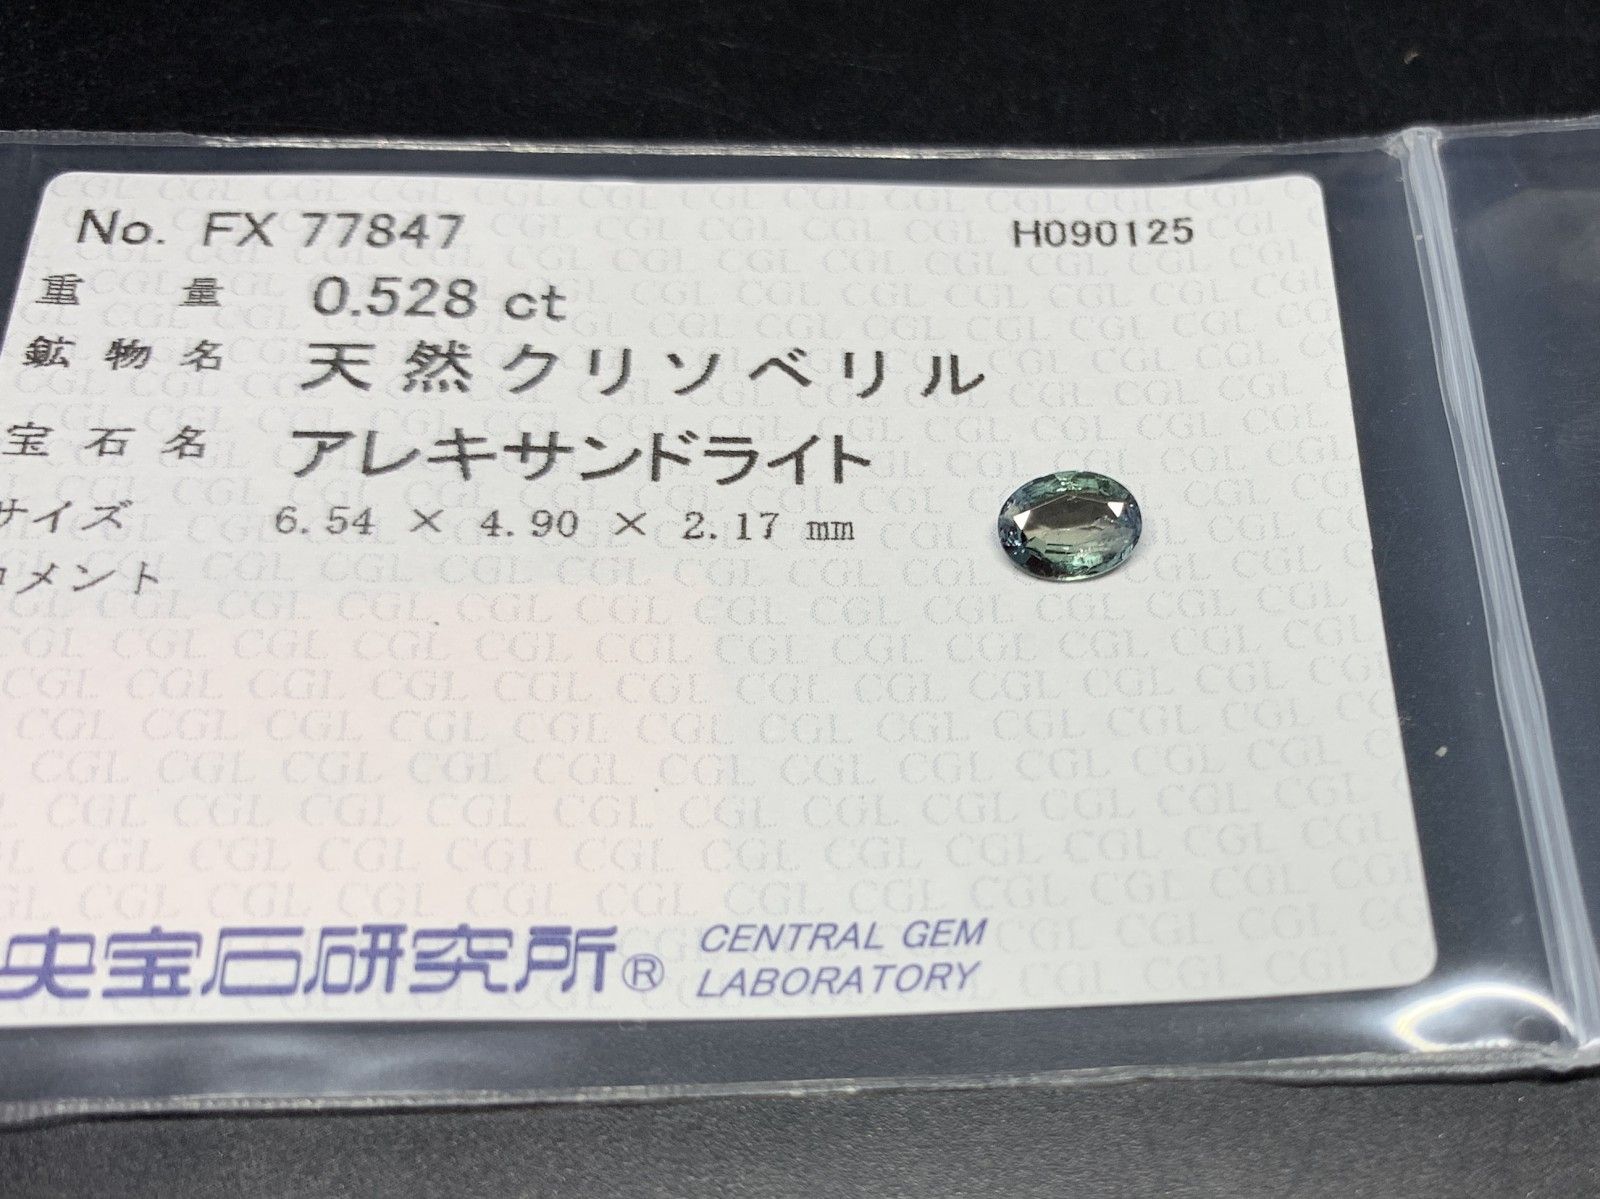 No. FX 77847 H090125
重量 0.528 ct
鉱物名 天然クリソベリル
宝石名 アレキサンドライト
サイズ 6.54 × 4.90 × 2.17 mm
コメント
央宝石研究所® CENTRAL GEM
LABORATORY